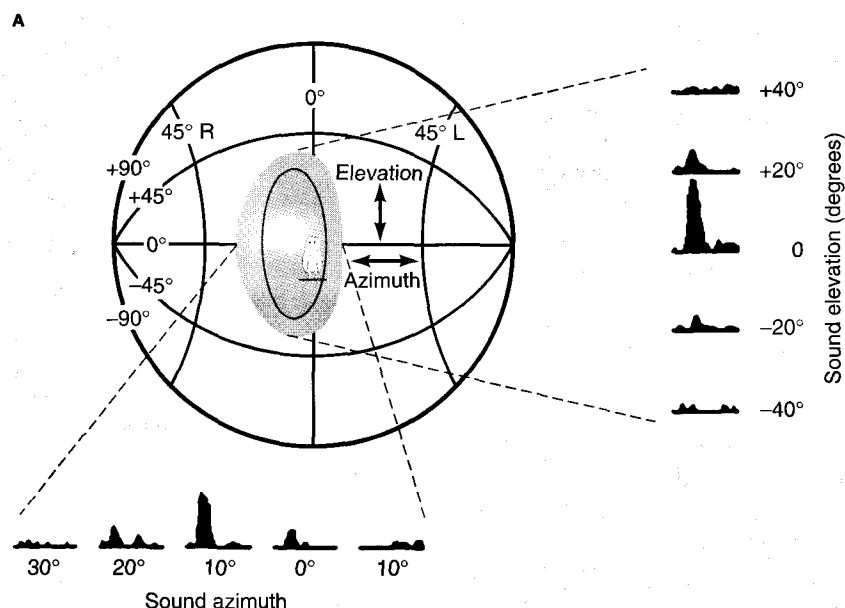 A
0°
45° R
45° L
+90°
+45°
0°
−45°
−90°
Elevation
Azimuth
+40°
+20°
0
−20°
−40°
Sound elevation (degrees)
30°
20°
10°
0°
10°
Sound azimuth